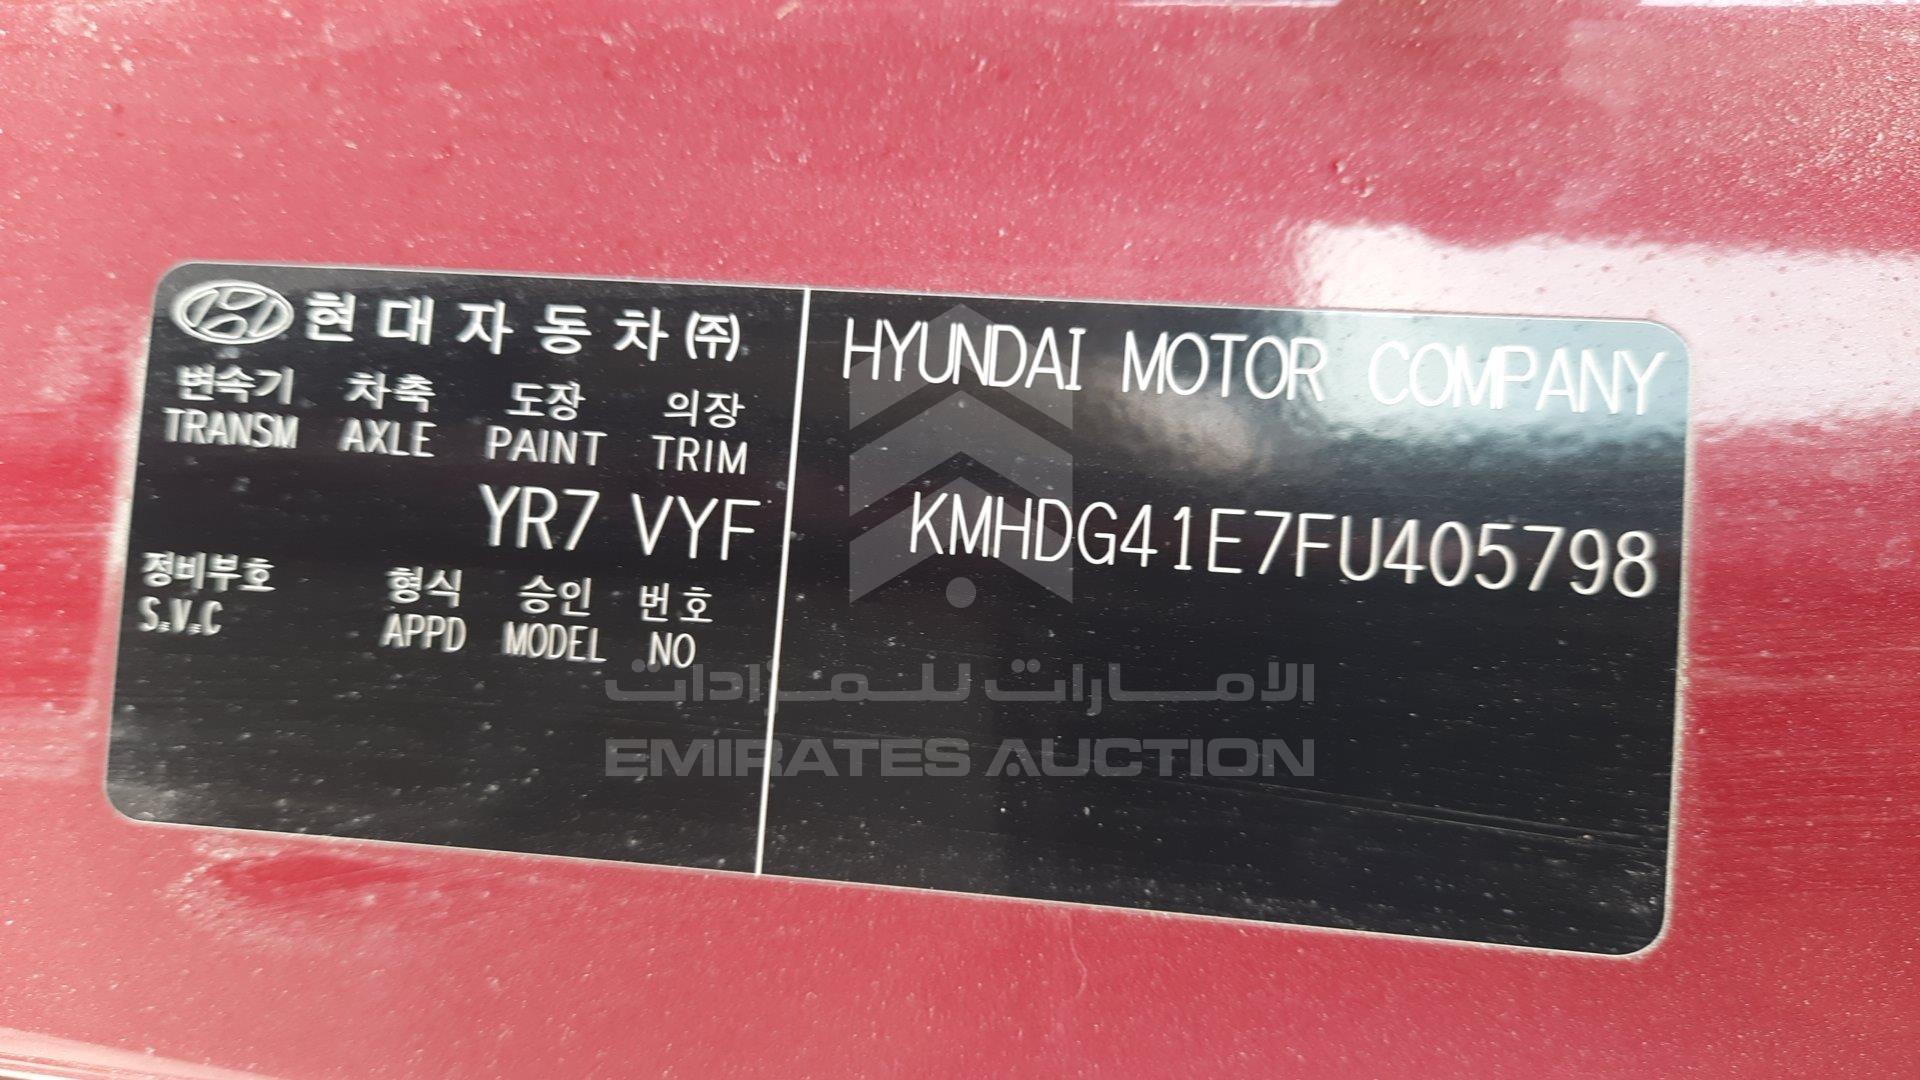 현대자동차(주)
변속기 차축 도장 의장
TRANSM AXLE PAINT TRIM
YR7 VYF
정비부호 형식 승인 번호
S.V.C APPD MODEL NO
HYUNDAI MOTOR COMPANY
KMHDG41E7FU405798
الامارات للمزادات
EMIRATES AUCTION